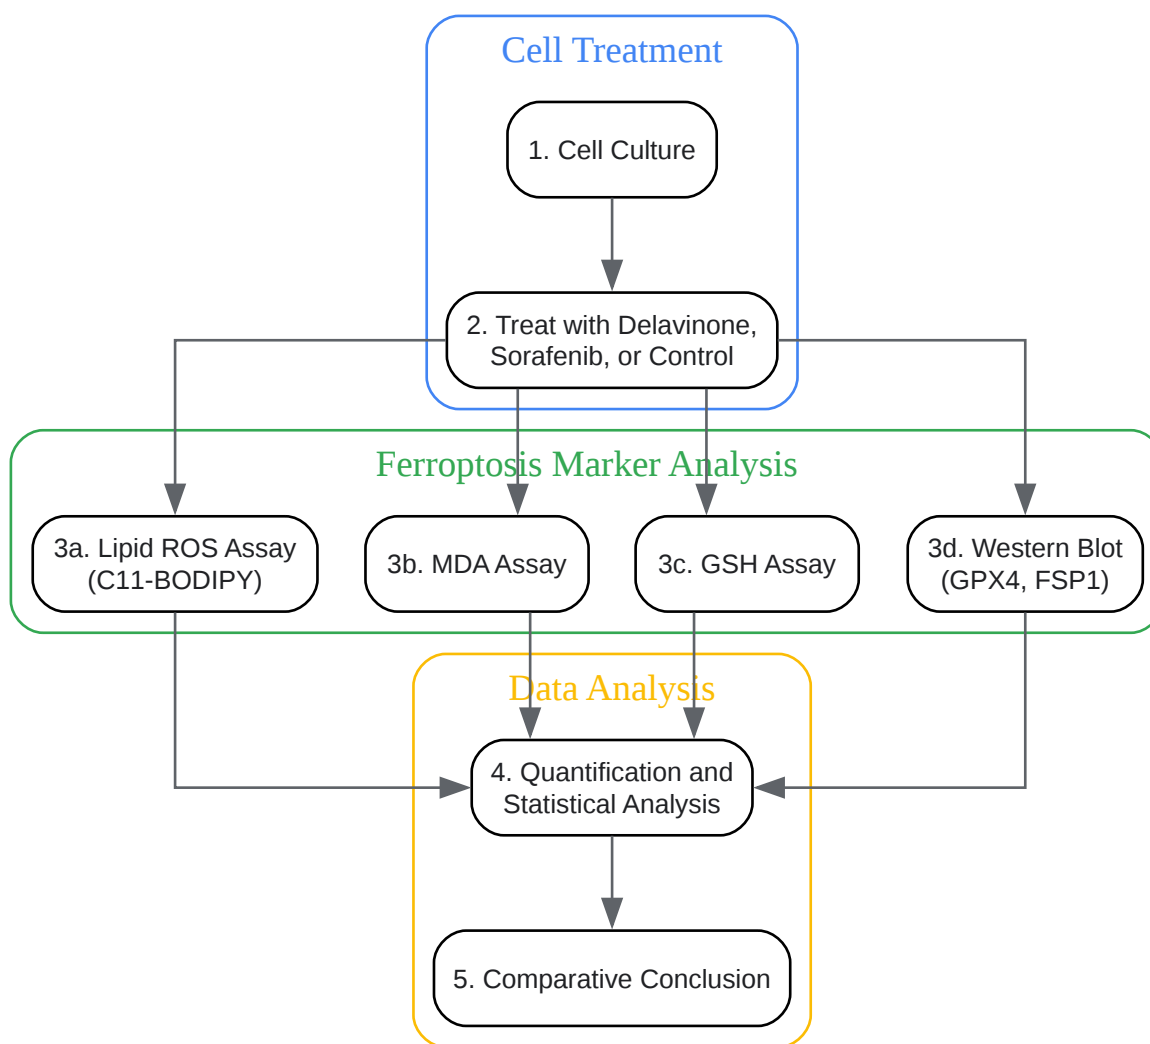 Cell Treatment
1. Cell Culture
2. Treat with Delavinone,
Sorafenib, or Control
Ferroptosis Marker Analysis
3a. Lipid ROS Assay
(C11-BODIPY)
3b. MDA Assay
3c. GSH Assay
3d. Western Blot
(GPX4, FSP1)
Data Analysis
4. Quantification and
Statistical Analysis
5. Comparative Conclusion